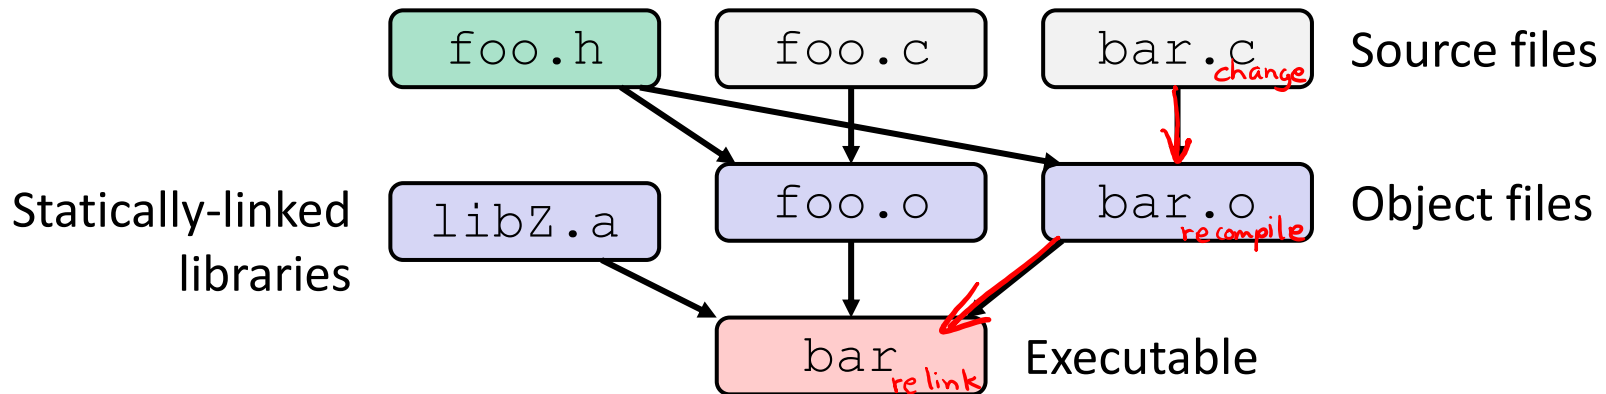 foo.h foo.c bar.c Source files
change
Statically-linked
libraries
libZ.a foo.o bar.o Object files
recompile
bar Executable
relink